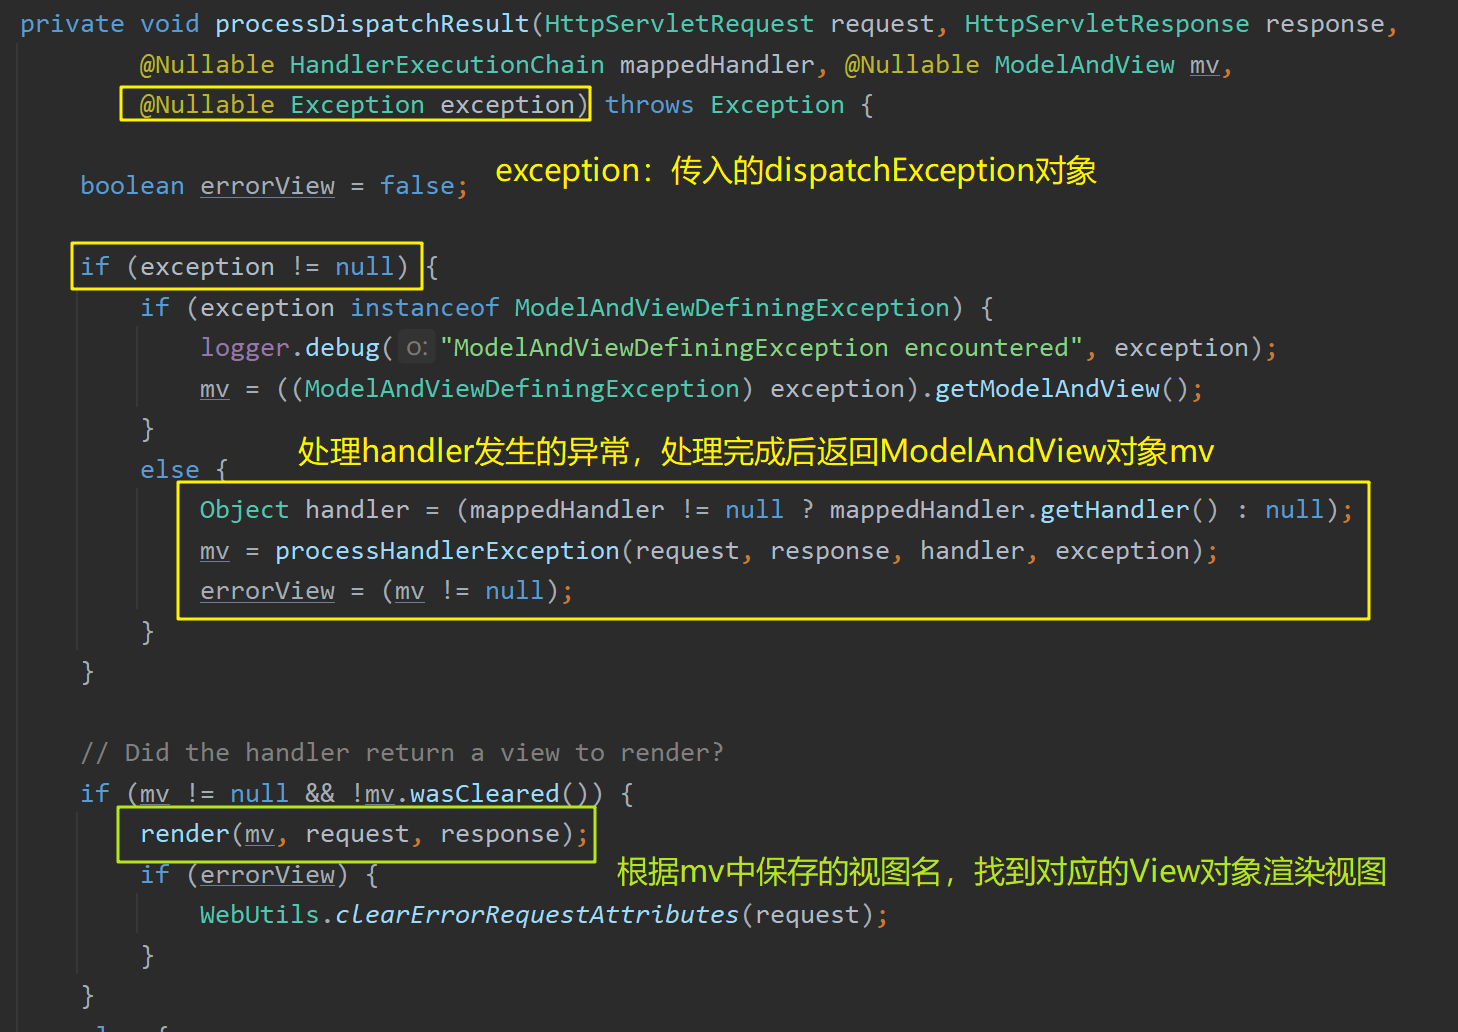 private void processDispatchResult(HttpServletRequest request, HttpServletResponse response,
@Nullable HandlerExecutionChain mappedHandler, @Nullable ModelAndView mv,
@Nullable Exception exception) throws Exception {
exception：传入的dispatchException对象
boolean errorView = false;
if (exception != null) {
if (exception instanceof ModelAndViewDefiningException) {
logger.debug( o: "ModelAndViewDefiningException encountered", exception);
mv = ((ModelAndViewDefiningException) exception).getModelAndView();
}
处理handler发生的异常，处理完成后返回ModelAndView对象mv
else {
Object handler = (mappedHandler != null ? mappedHandler.getHandler() : null);
mv = processHandlerException(request, response, handler, exception);
errorView = (mv != null);
}
}
// Did the handler return a view to render?
if (mv != null && !mv.wasCleared()) {
render(mv, request, response);
根据mv中保存的视图名，找到对应的View对象渲染视图
if (errorView) {
WebUtils.clearErrorRequestAttributes(request);
}
}